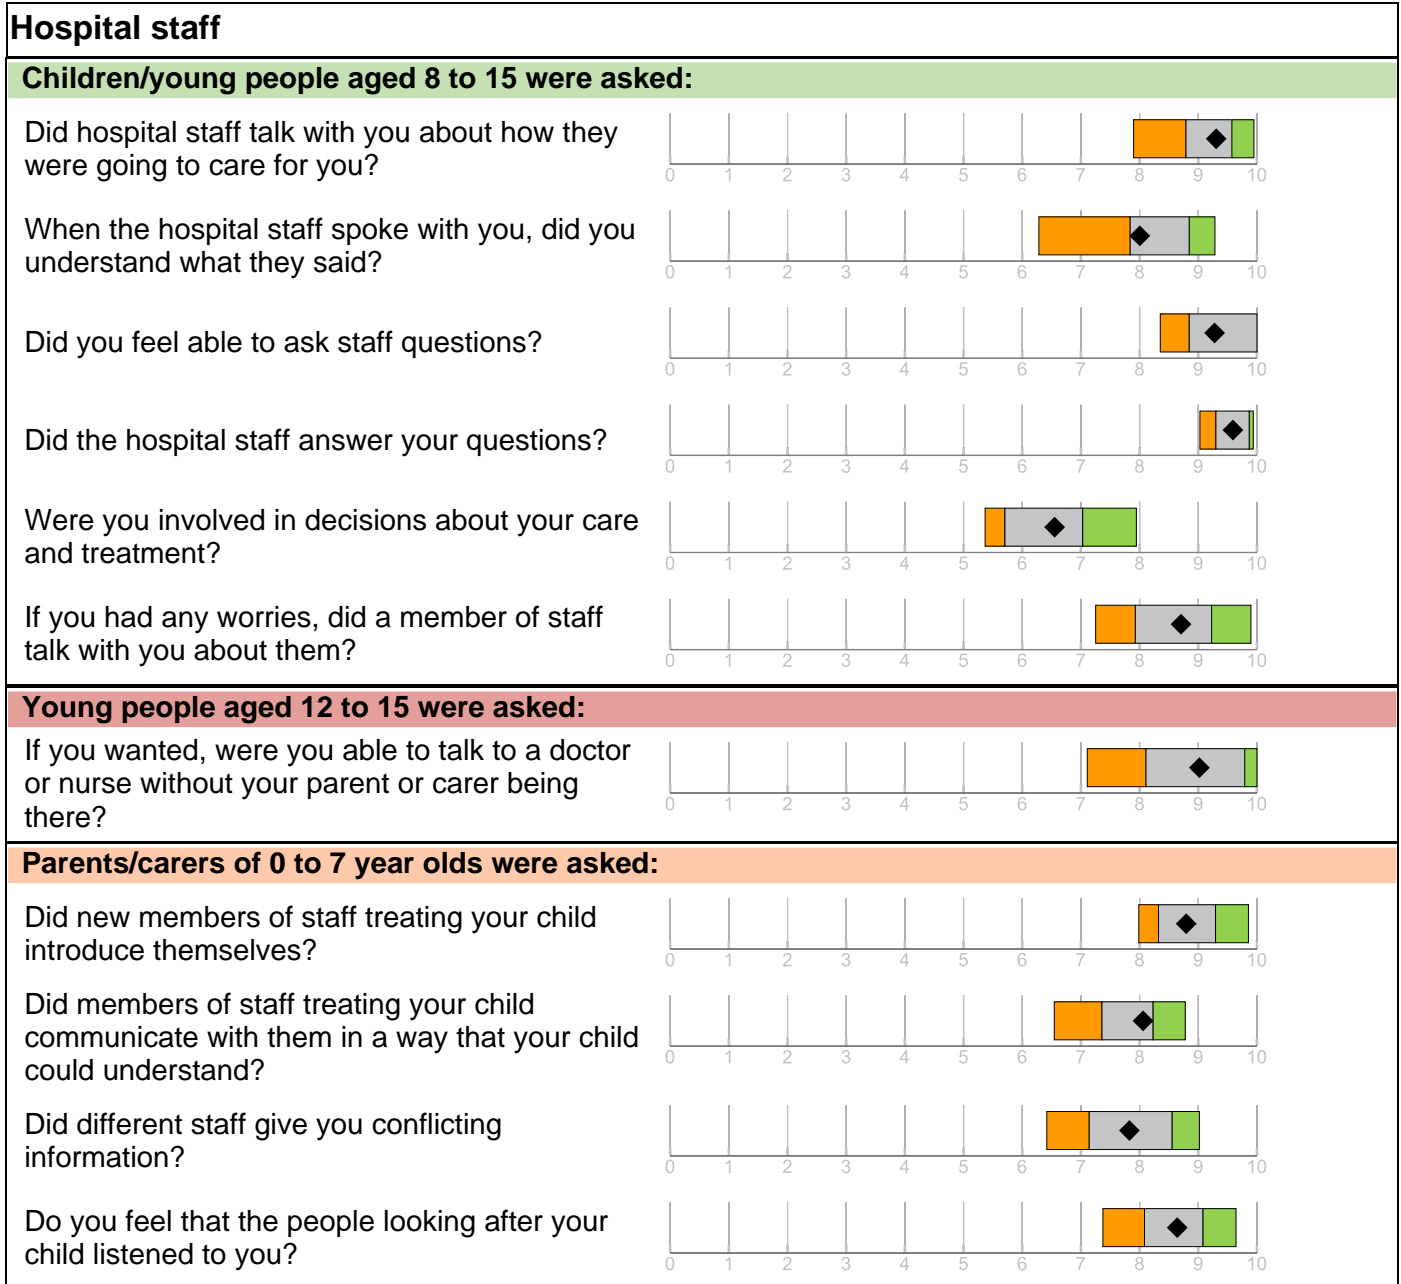 Hospital staff
Children/young people aged 8 to 15 were asked:
Did hospital staff talk with you about how they
were going to care for you?
0 1 2 3 4 5 6 7 8 9 10
When the hospital staff spoke with you, did you
understand what they said?
0 1 2 3 4 5 6 7 8 9 10
Did you feel able to ask staff questions?
0 1 2 3 4 5 6 7 8 9 10
Did the hospital staff answer your questions?
0 1 2 3 4 5 6 7 8 9 10
Were you involved in decisions about your care
and treatment?
0 1 2 3 4 5 6 7 8 9 10
If you had any worries, did a member of staff
talk with you about them?
0 1 2 3 4 5 6 7 8 9 10
Young people aged 12 to 15 were asked:
If you wanted, were you able to talk to a doctor
or nurse without your parent or carer being
there?
0 1 2 3 4 5 6 7 8 9 10
Parents/carers of 0 to 7 year olds were asked:
Did new members of staff treating your child
introduce themselves?
0 1 2 3 4 5 6 7 8 9 10
Did members of staff treating your child
communicate with them in a way that your child
could understand?
0 1 2 3 4 5 6 7 8 9 10
Did different staff give you conflicting
information?
0 1 2 3 4 5 6 7 8 9 10
Do you feel that the people looking after your
child listened to you?
0 1 2 3 4 5 6 7 8 9 10